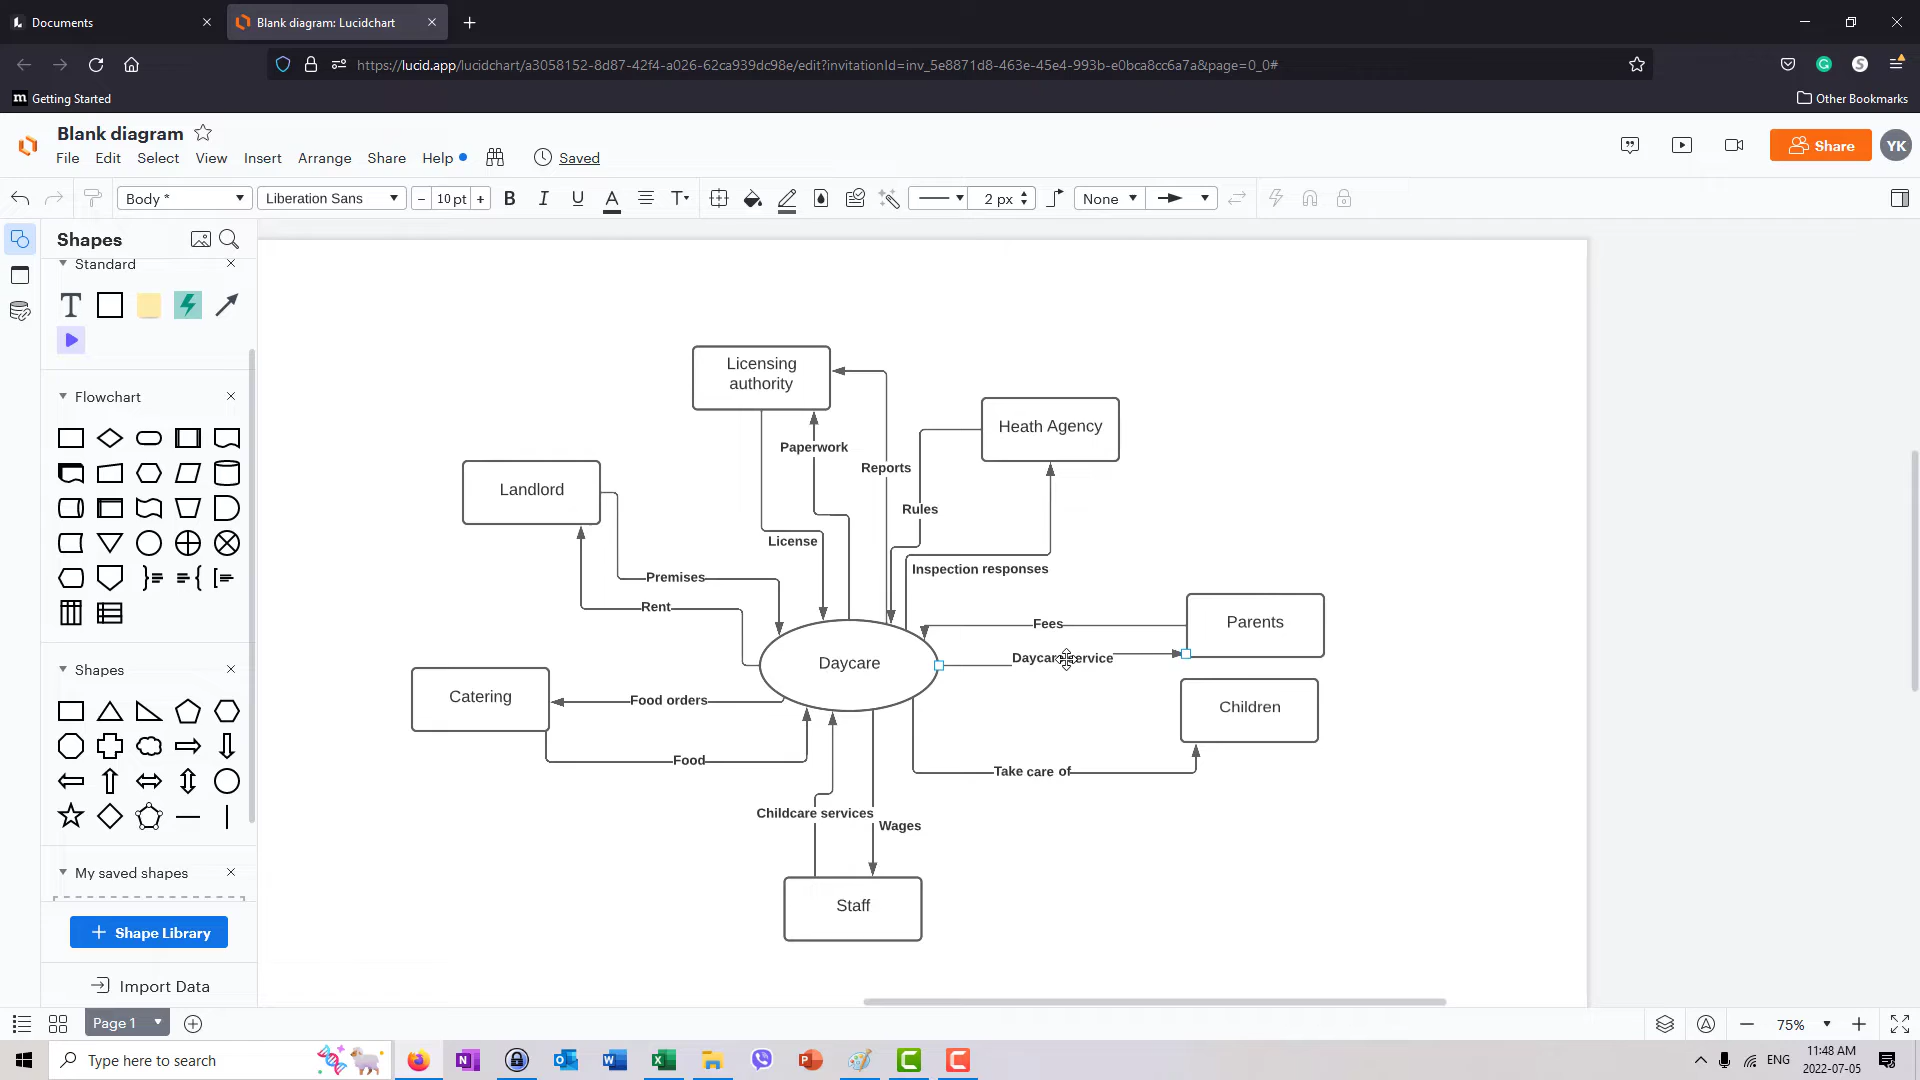 Documents
Blank diagram: Lucidchart
https://lucid.app/lucidchart/a3058152-8d87-42f4-a026-62ca939dc98e/edit?invitationId=inv_5e8871d8-463e-45e4-993b-e0bca8cc6a7a&page=0_0#
Getting Started
Other Bookmarks
Blank diagram
File Edit Select View Insert Arrange Share Help Saved
Share
YK
Body *
Liberation Sans
10 pt
B I U A T
2 px
None
Shapes
Standard
T
Flowchart
Shapes
My saved shapes
+ Shape Library
Import Data
Licensing
authority
Heath Agency
Paperwork
Reports
Landlord
Rules
License
Inspection responses
Premises
Rent
Fees
Parents
Daycare
Daycare service
Catering
Food orders
Children
Food
Take care of
Childcare services
Wages
Staff
Page 1
75%
Type here to search
ENG
11:48 AM
2022-07-05